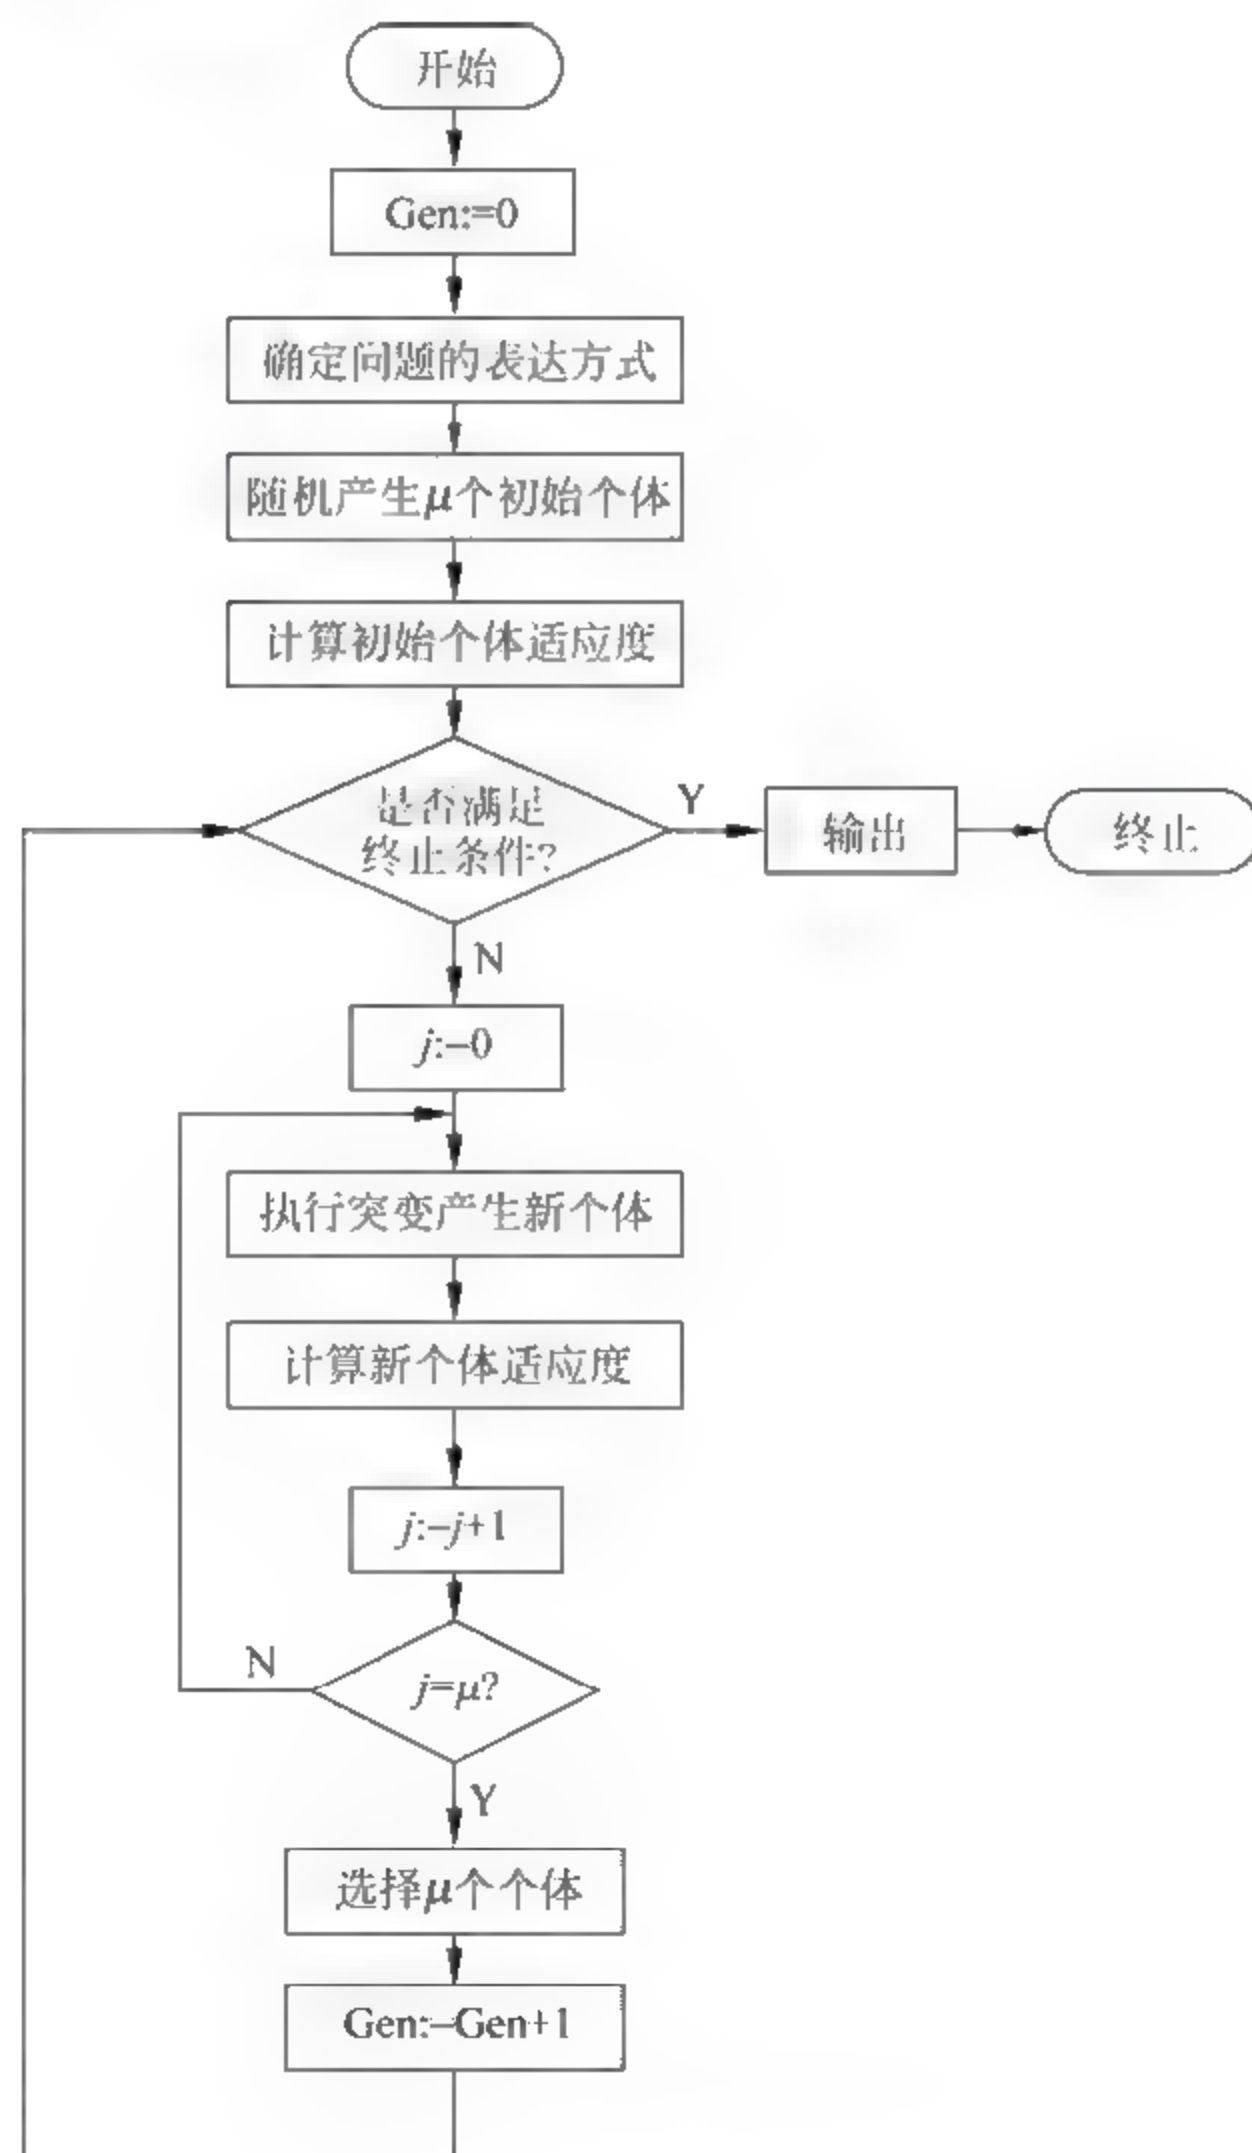 开始
Gen:=0
确定问题的表达方式
随机产生μ个初始个体
计算初始个体适应度
是否满足
终止条件?
Y
输出
终止
N
j:–0
执行突变产生新个体
计算新个体适应度
j:–j+1
N
j=μ?
Y
选择μ个个体
Gen:–Gen+1